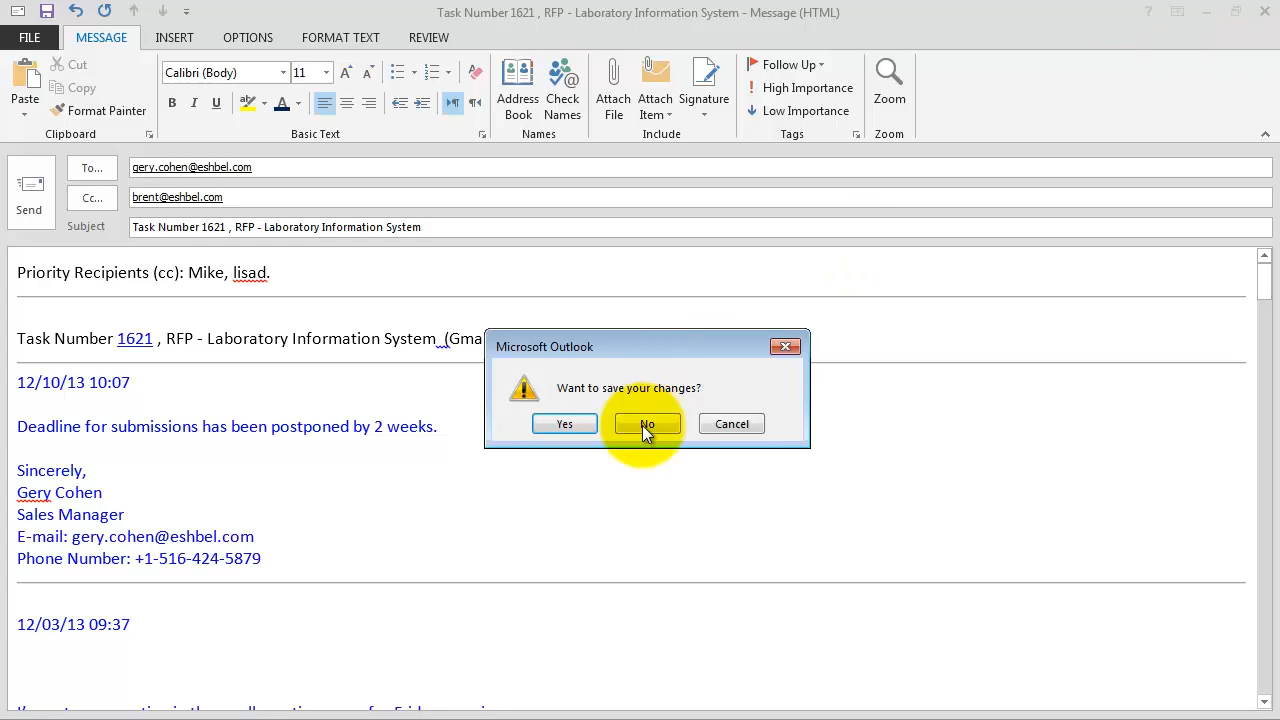 Task Number 1621 , RFP - Laboratory Information System - Message (HTML)
?
FILE MESSAGE INSERT OPTIONS FORMAT TEXT REVIEW
Paste
Cut
Copy
Format Painter
Clipboard
Calibri (Body) 11
B I U
Basic Text
Address Book
Check Names
Names
Attach File
Attach Item
Signature
Include
Follow Up
High Importance
Low Importance
Tags
Zoom
Zoom
Send
To... gery.cohen@eshbel.com
Cc... brent@eshbel.com
Subject Task Number 1621 , RFP - Laboratory Information System
Priority Recipients (cc): Mike, lisad.
Task Number 1621 , RFP - Laboratory Information System (Gma
12/10/13 10:07
Deadline for submissions has been postponed by 2 weeks.
Sincerely,
Gery Cohen
Sales Manager
E-mail: gery.cohen@eshbel.com
Phone Number: +1-516-424-5879
12/03/13 09:37
Microsoft Outlook
Want to save your changes?
Yes No Cancel